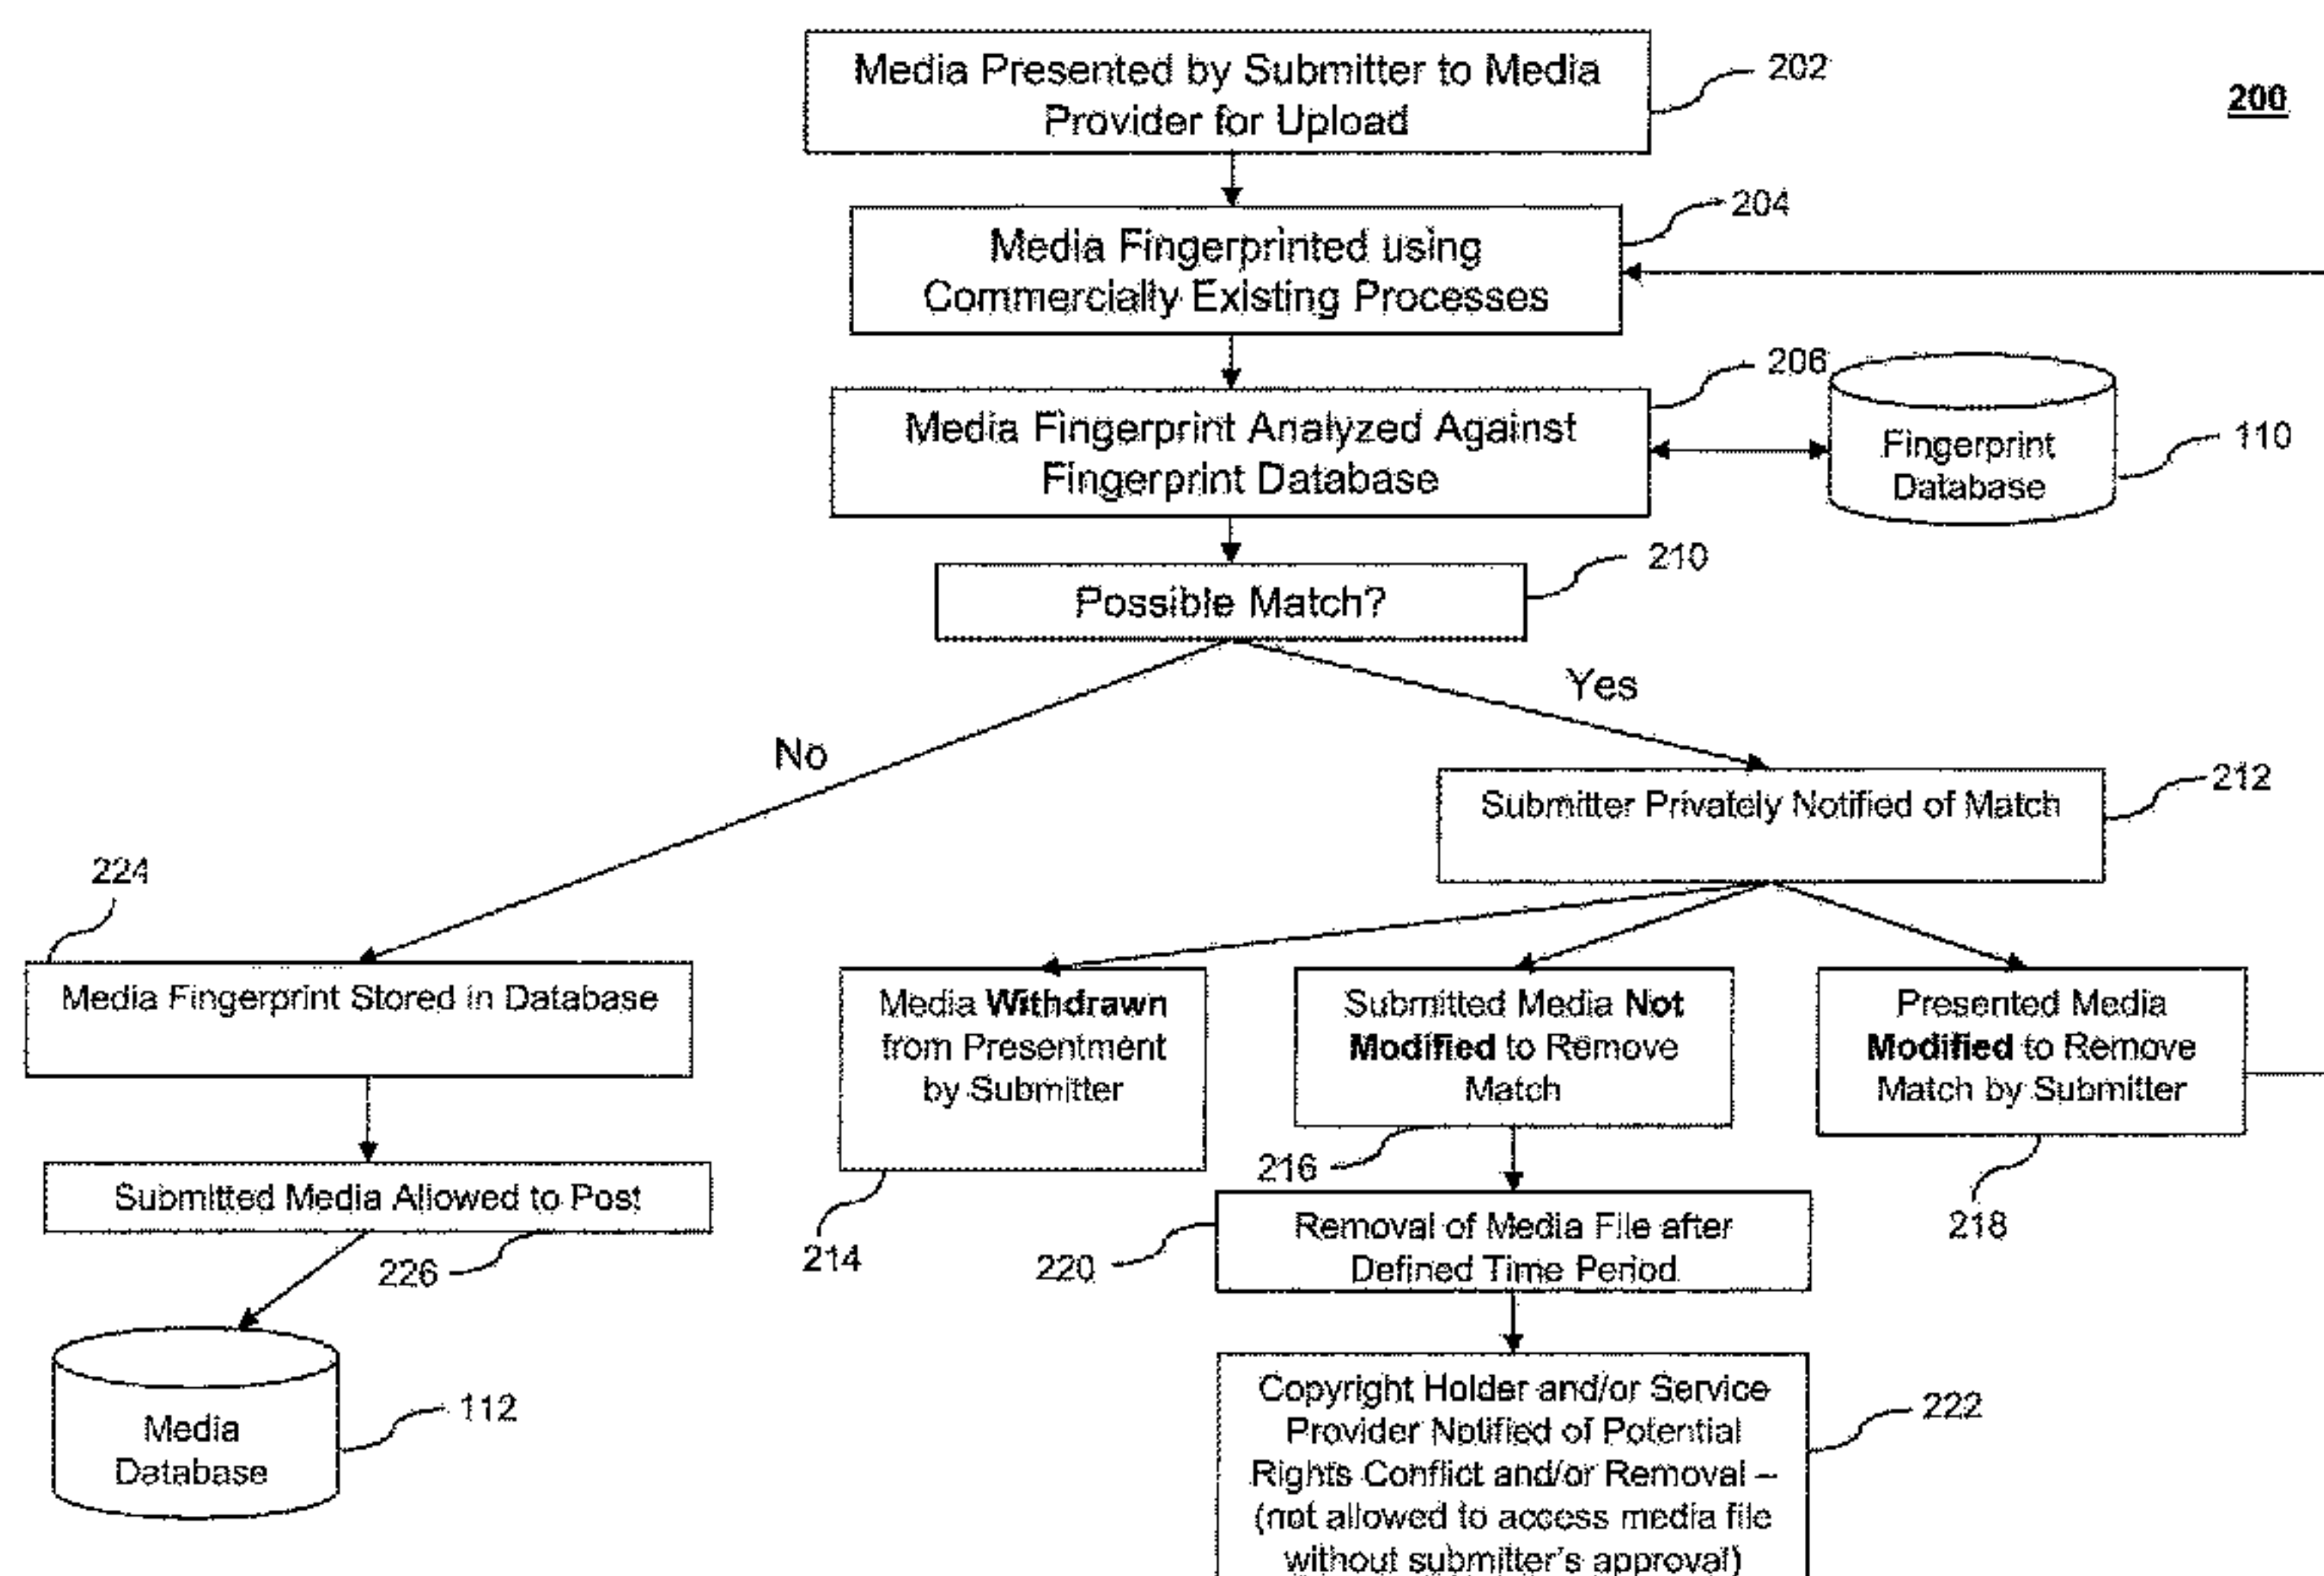 Media Presented by Submitter to Media
Provider for Upload
202
200
Media Fingerprinted using
Commercially Existing Processes
204
Media Fingerprint Analyzed Against
Fingerprint Database
206
Fingerprint
Database
110
Possible Match?
210
No
Yes
Submitter Privately Notified of Match
212
224
Media Fingerprint Stored in Database
Media Withdrawn
from Presentment
by Submitter
214
Submitted Media Not
Modified to Remove
Match
216
Presented Media
Modified to Remove
Match by Submitter
218
Submitted Media Allowed to Post
226
Removal of Media File after
Defined Time Period
220
Media
Database
112
Copyright Holder and/or Service
Provider Notified of Potential
Rights Conflict and/or Removal –
(not allowed to access media file
without submitter's approval)
222